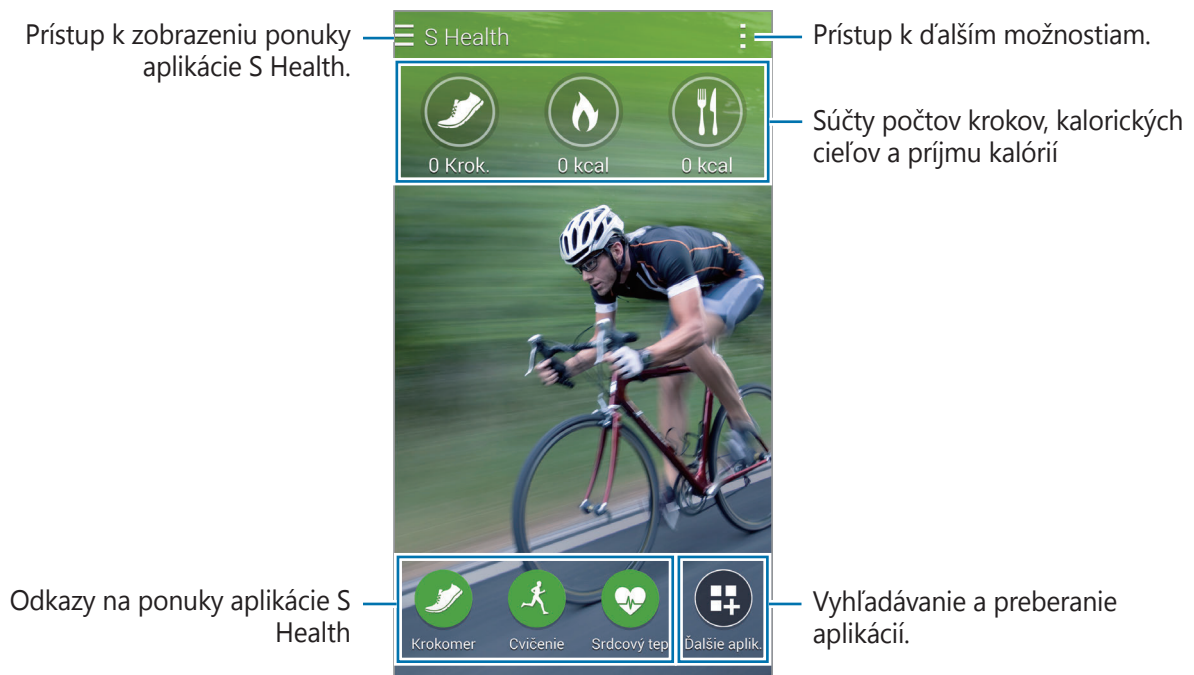 Prístup k zobrazeniu ponuky
aplikácie S Health.
S Health
Prístup k ďalším možnostiam.
0 Krok.
0 kcal
0 kcal
Súčty počtov krokov, kalorických
cieľov a príjmu kalórií
Odkazy na ponuky aplikácie S
Health
Krokomer
Cvičenie
Srdcový tep
Ďalšie aplik.
Vyhľadávanie a preberanie
aplikácií.